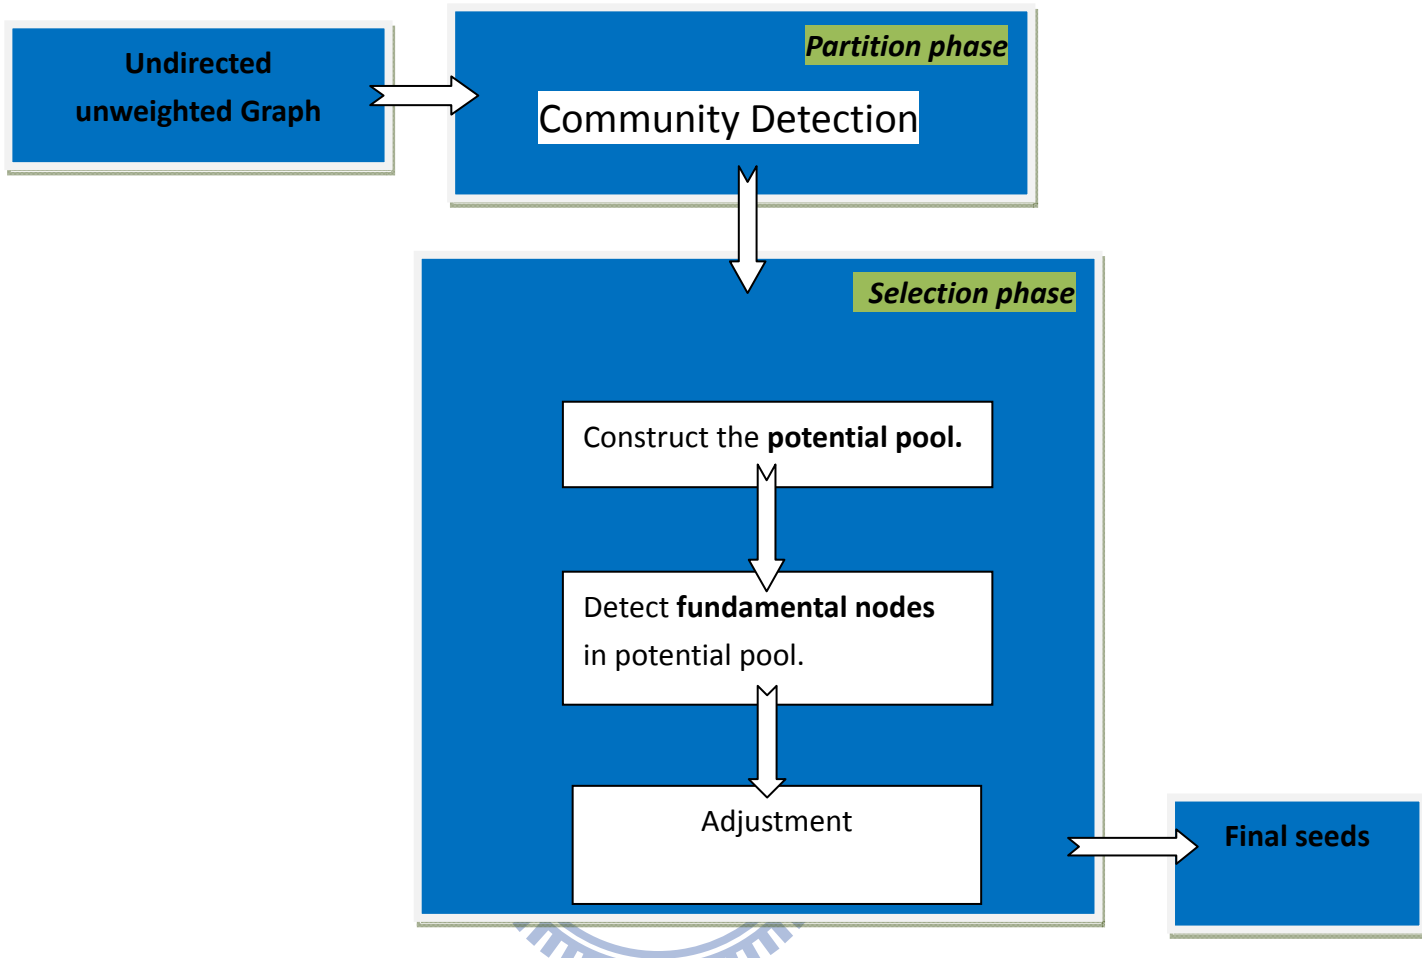 Undirected
unweighted Graph
Partition phase
Community Detection
Selection phase
Construct the potential pool.
Detect fundamental nodes
in potential pool.
Adjustment
Final seeds